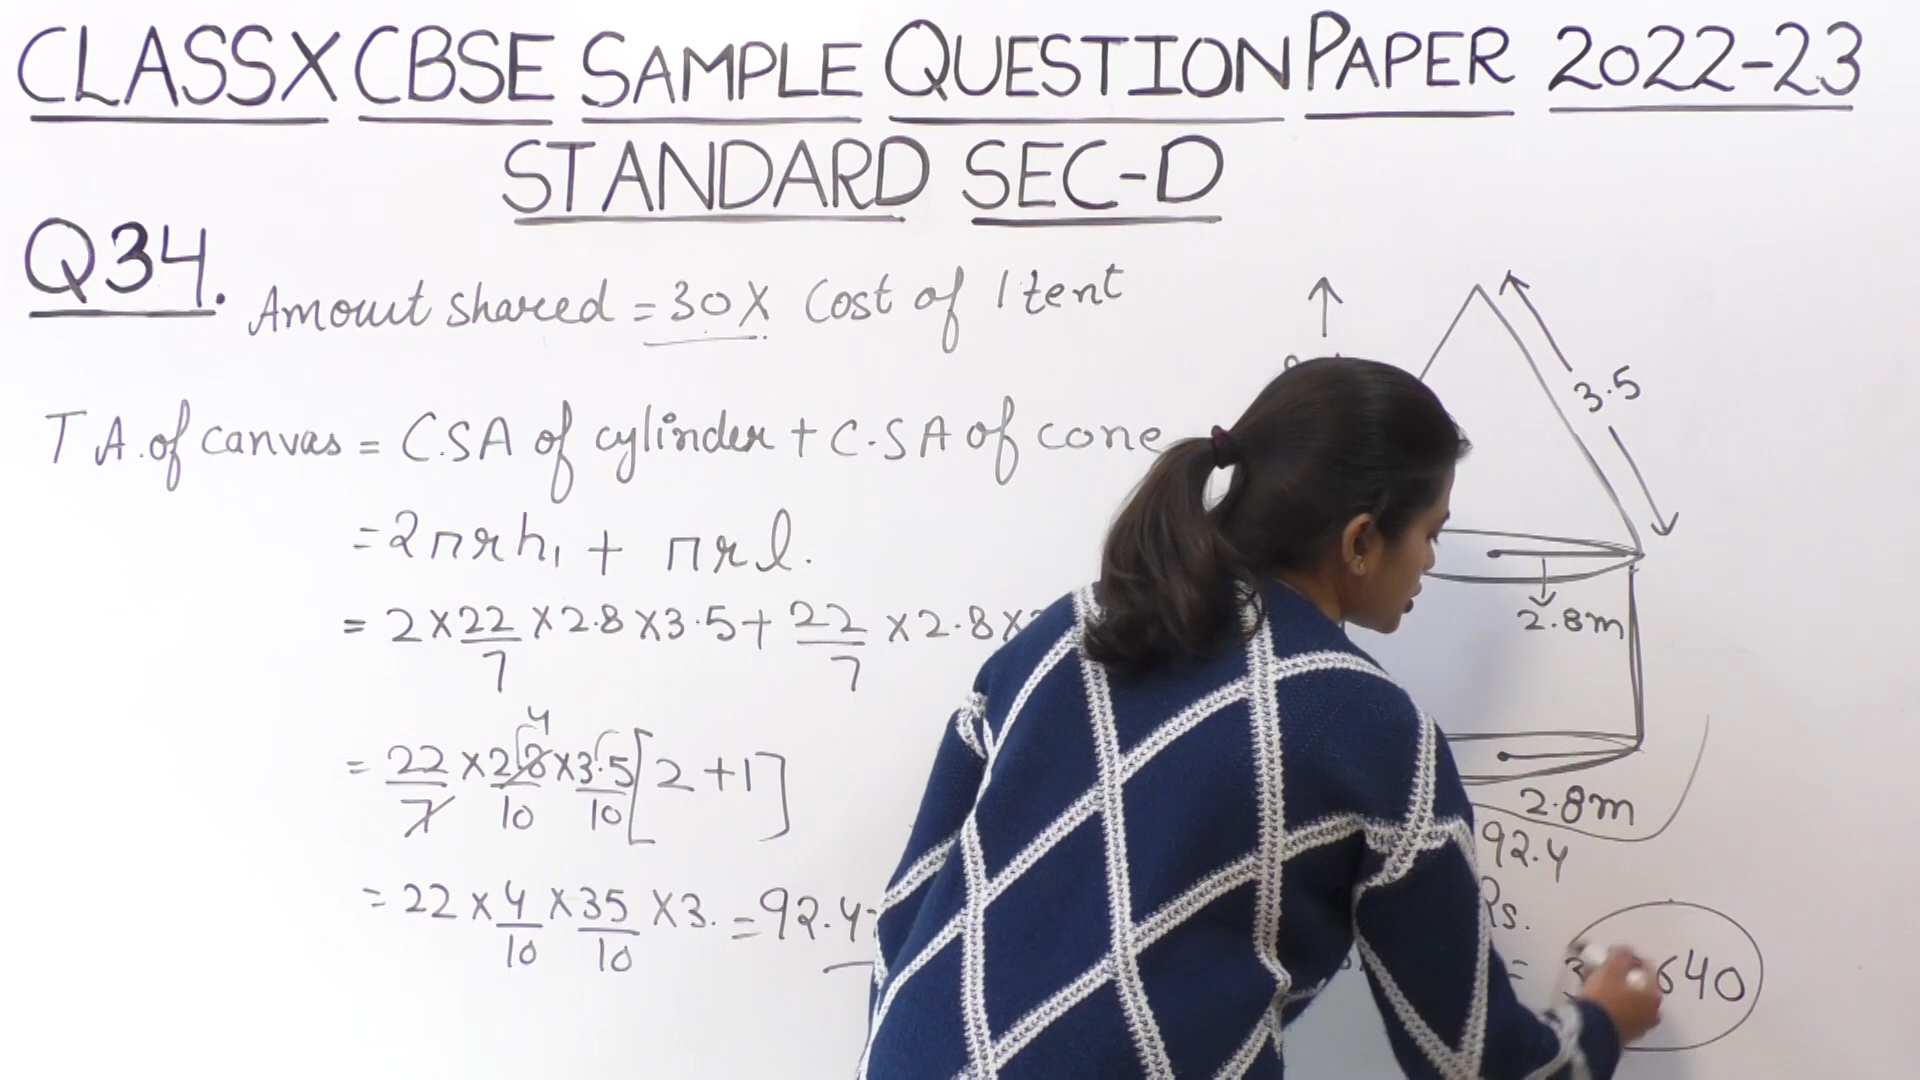 CLASS X CBSE SAMPLE QUESTION PAPER 2022-23
STANDARD SEC-D
Q34.
Amount shared = 30 X Cost of 1 tent
T A. of canvas = C.S A of cylinder + C.S A of cone
= 2πrh₁ + πrl.
= 2 × 22/7 × 2.8 × 3.5 + 22/7 × 2.8 ×
= 22/7 × 28/10 × 3.5/10 [2 + 1]
4
= 22 × 4/10 × 35/10 × 3. = 92.4
3.5
2.8m
2.8m
92.4
Rs.
= 640